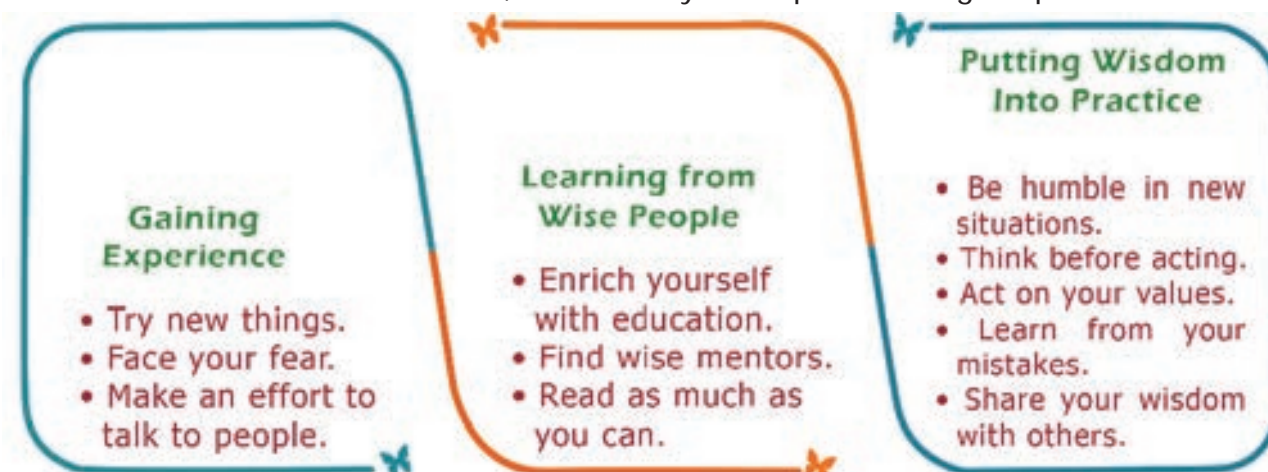 Gaining
Experience
• Try new things.
• Face your fear.
• Make an effort to
talk to people.
Learning from
Wise People
• Enrich yourself
with education.
• Find wise mentors.
• Read as much as
you can.
Putting Wisdom
Into Practice
• Be humble in new
situations.
• Think before acting.
• Act on your values.
• Learn from your
mistakes.
• Share your wisdom
with others.